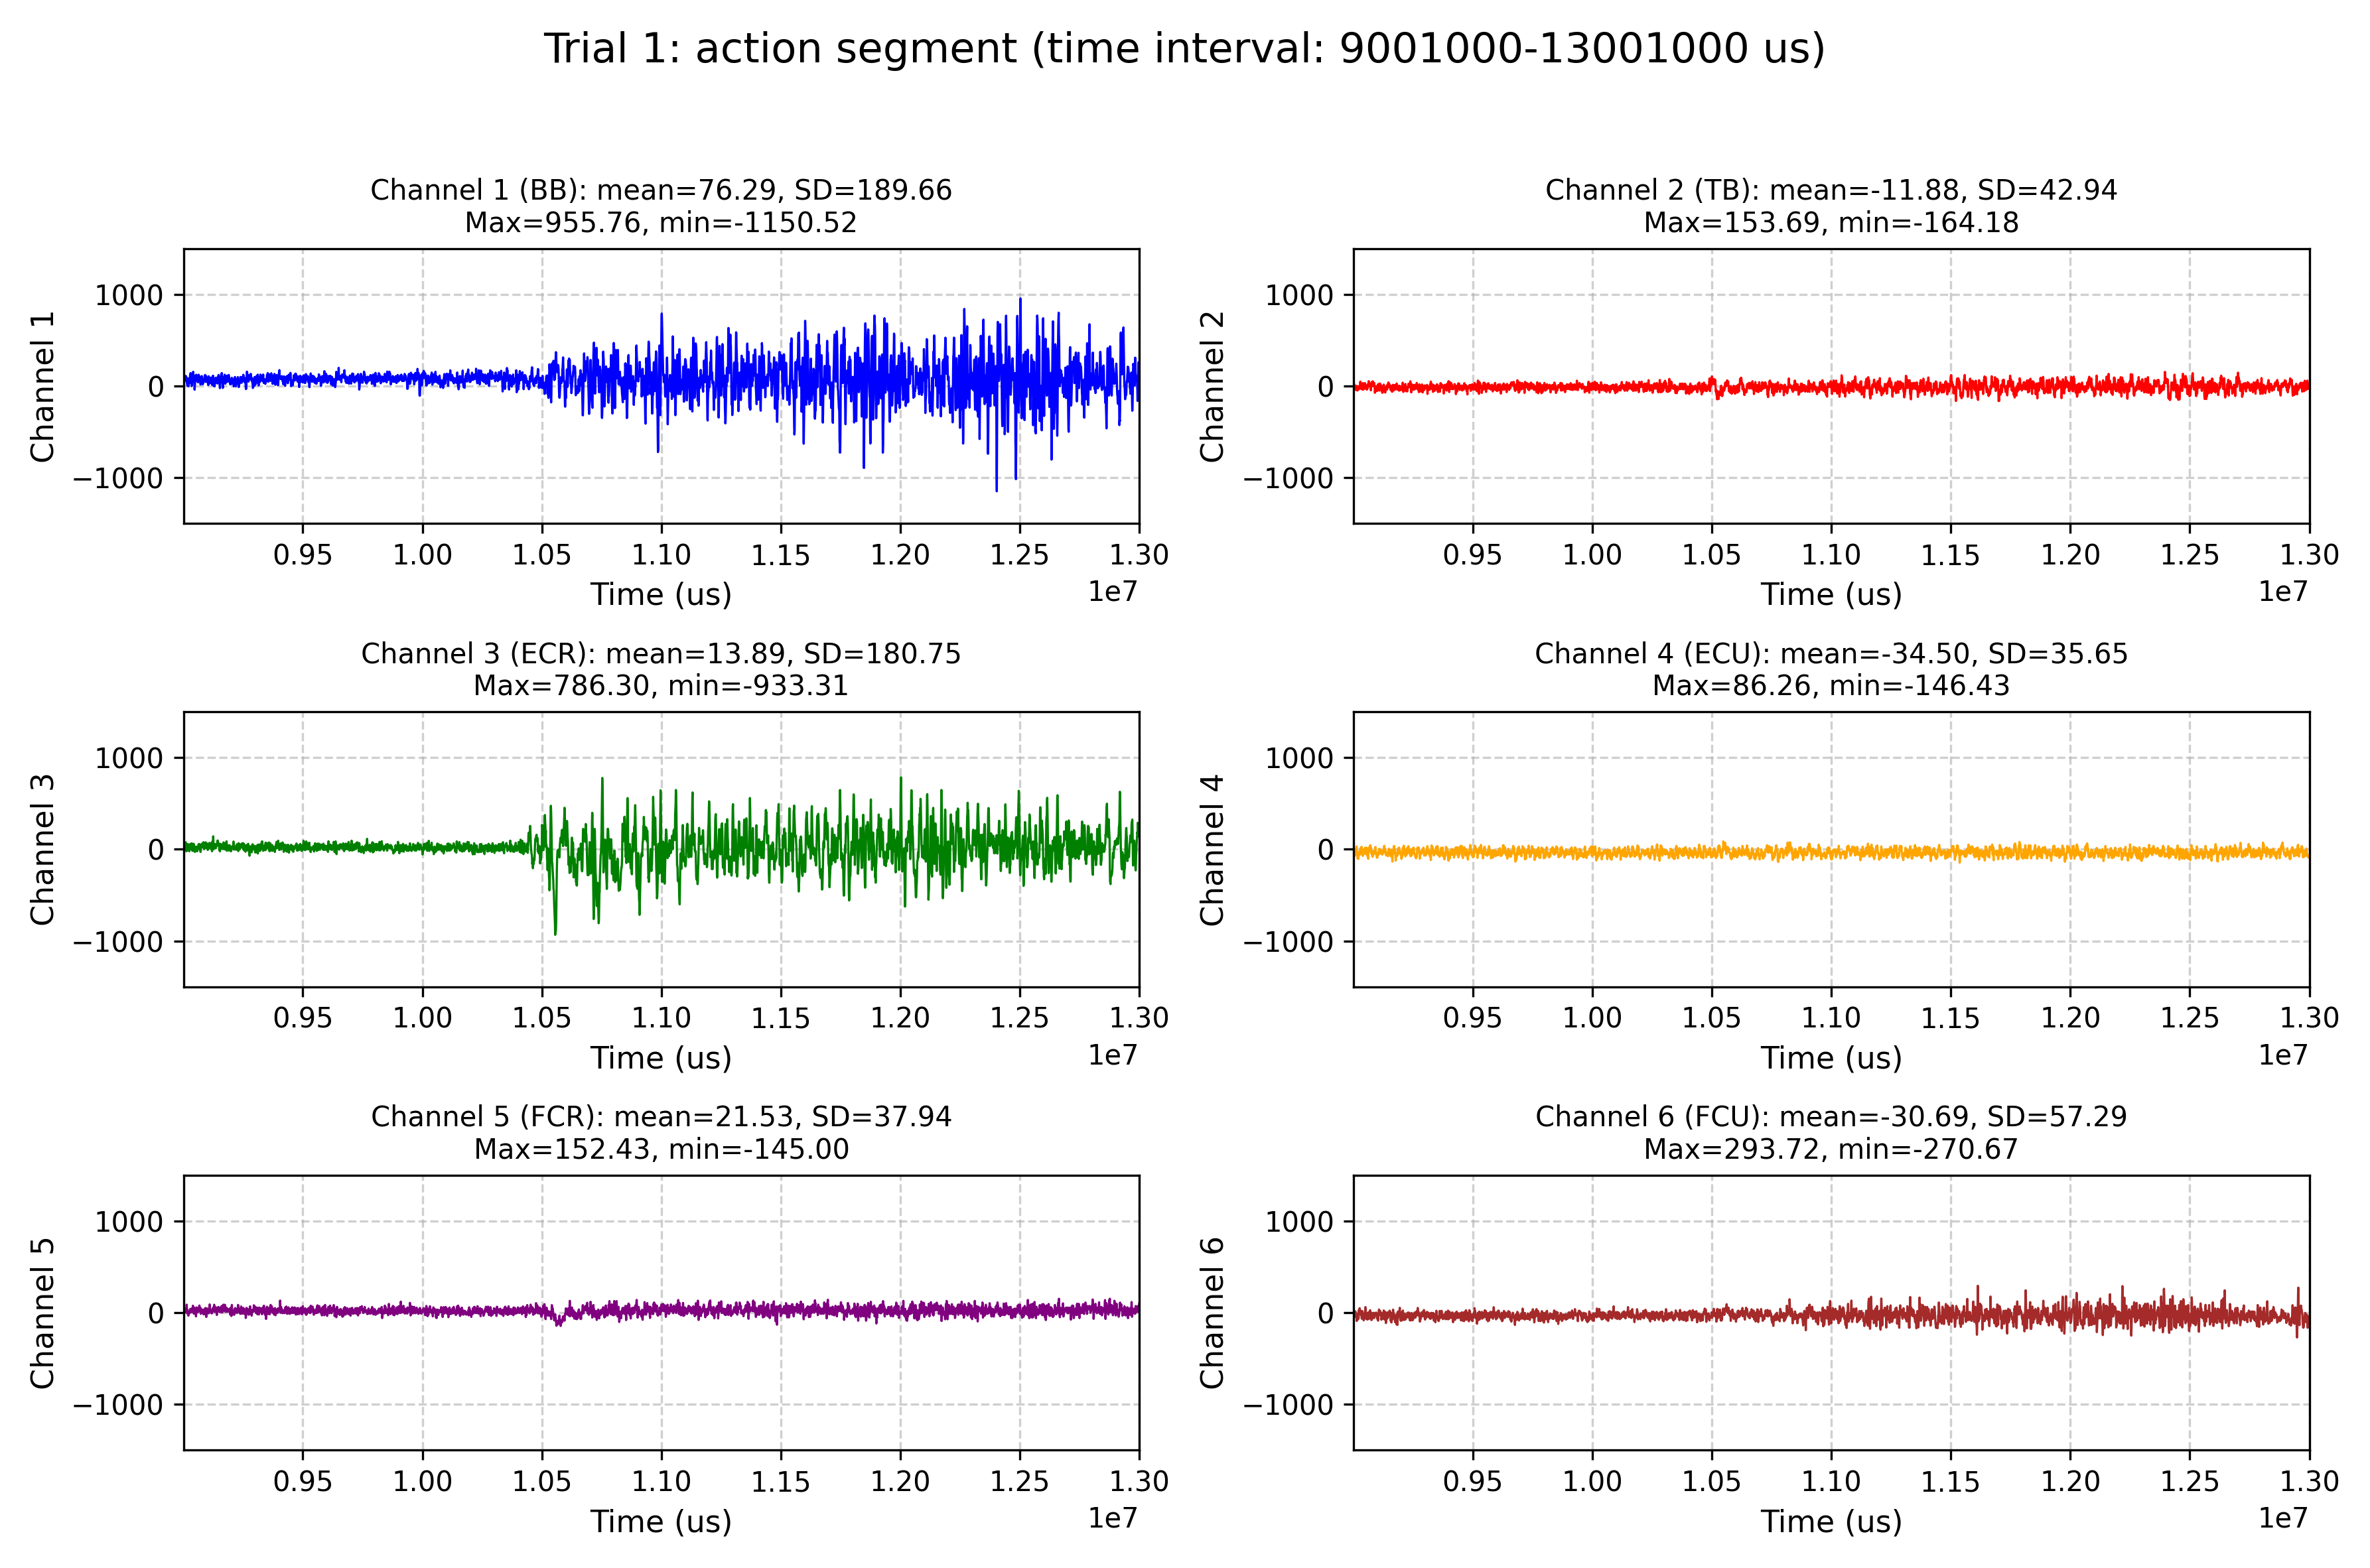 Trial 1: action segment (time interval: 9001000-13001000 us)
Channel 1 (BB): mean=76.29, SD=189.66
Max=955.76, min=-1150.52
Channel 1
1000
0
−1000
0.95 1.00 1.05 1.10 1.15 1.20 1.25 1.30
Time (us)
1e7
Channel 2 (TB): mean=-11.88, SD=42.94
Max=153.69, min=-164.18
Channel 2
1000
0
−1000
0.95 1.00 1.05 1.10 1.15 1.20 1.25 1.30
Time (us)
1e7
Channel 3 (ECR): mean=13.89, SD=180.75
Max=786.30, min=-933.31
Channel 3
1000
0
−1000
0.95 1.00 1.05 1.10 1.15 1.20 1.25 1.30
Time (us)
1e7
Channel 4 (ECU): mean=-34.50, SD=35.65
Max=86.26, min=-146.43
Channel 4
1000
0
−1000
0.95 1.00 1.05 1.10 1.15 1.20 1.25 1.30
Time (us)
1e7
Channel 5 (FCR): mean=21.53, SD=37.94
Max=152.43, min=-145.00
Channel 5
1000
0
−1000
0.95 1.00 1.05 1.10 1.15 1.20 1.25 1.30
Time (us)
1e7
Channel 6 (FCU): mean=-30.69, SD=57.29
Max=293.72, min=-270.67
Channel 6
1000
0
−1000
0.95 1.00 1.05 1.10 1.15 1.20 1.25 1.30
Time (us)
1e7